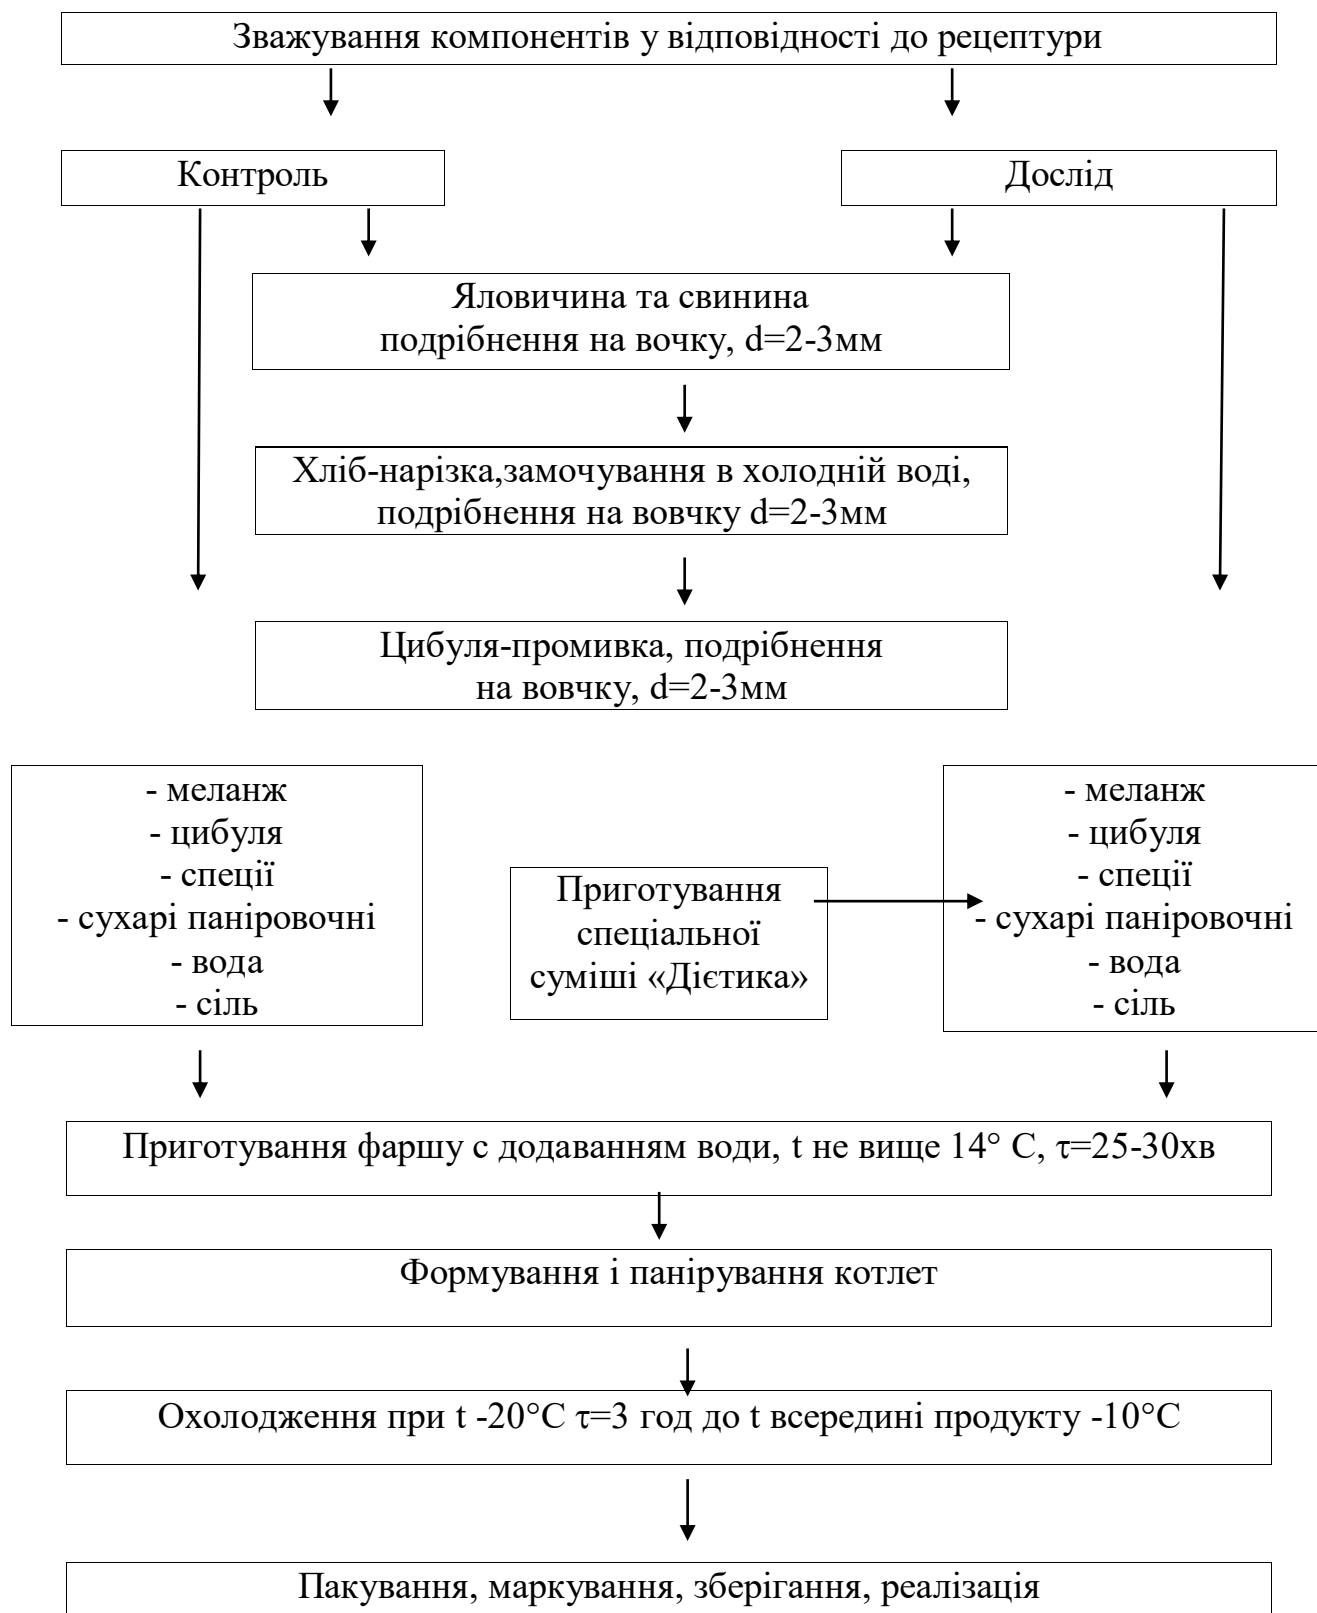 Зважування компонентів у відповідності до рецептури
Контроль
Дослід
Яловичина та свинина
подрібнення на вочку, d=2-3мм
Хліб-нарізка,замочування в холодній воді,
подрібнення на вовчку d=2-3мм
Цибуля-промивка, подрібнення
на вовчку, d=2-3мм
- меланж
- цибуля
- спеції
- сухарі паніровочні
- вода
- сіль
Приготування
спеціальної
суміші «Дієтика»
- меланж
- цибуля
- спеції
- сухарі паніровочні
- вода
- сіль
Приготування фаршу с додаванням води, t не вище 14° С, τ=25-30хв
Формування і панірування котлет
Охолодження при t -20°С τ=3 год до t всередині продукту -10°С
Пакування, маркування, зберігання, реалізація